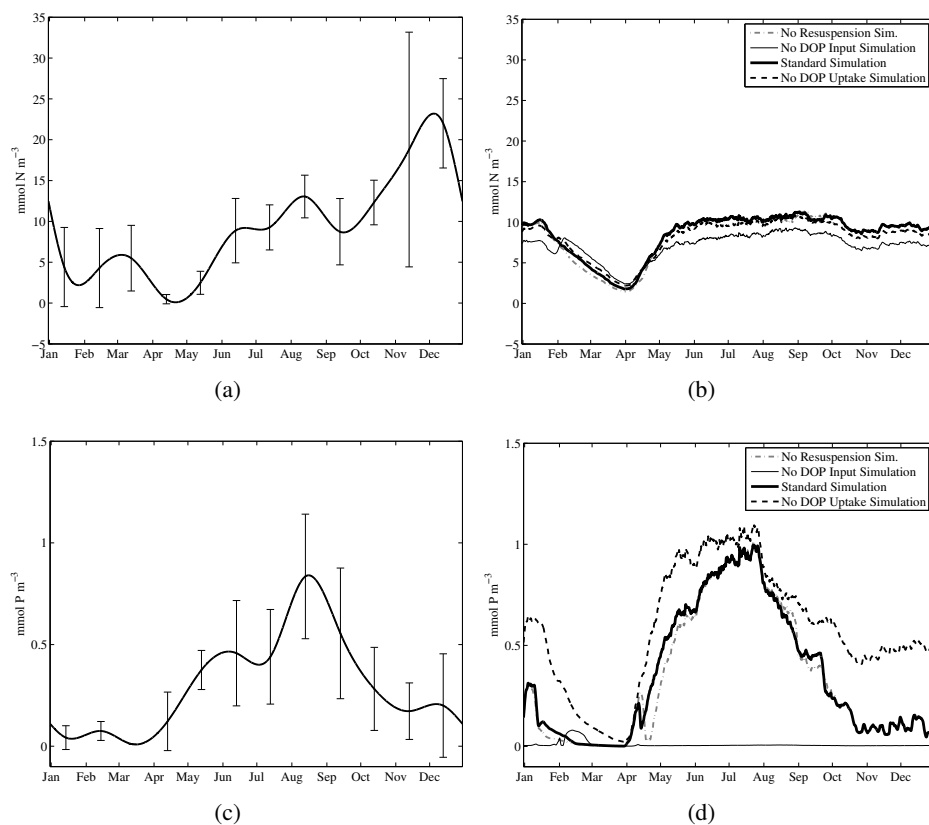 35
30
25
20
15
10
5
0
−5
mmol N m−3
Jan Feb Mar Apr May Jun Jul Aug Sep Oct Nov Dec
(a)
35
30
25
20
15
10
5
0
−5
mmol N m−3
No Resuspension Sim.
No DOP Input Simulation
Standard Simulation
No DOP Uptake Simulation
Jan Feb Mar Apr May Jun Jul Aug Sep Oct Nov Dec
(b)
1.5
1
0.5
0
mmol P m−3
Jan Feb Mar Apr May Jun Jul Aug Sep Oct Nov Dec
(c)
1.5
1
0.5
0
mmol P m−3
No Resuspension Sim.
No DOP Input Simulation
Standard Simulation
No DOP Uptake Simulation
Jan Feb Mar Apr May Jun Jul Aug Sep Oct Nov Dec
(d)